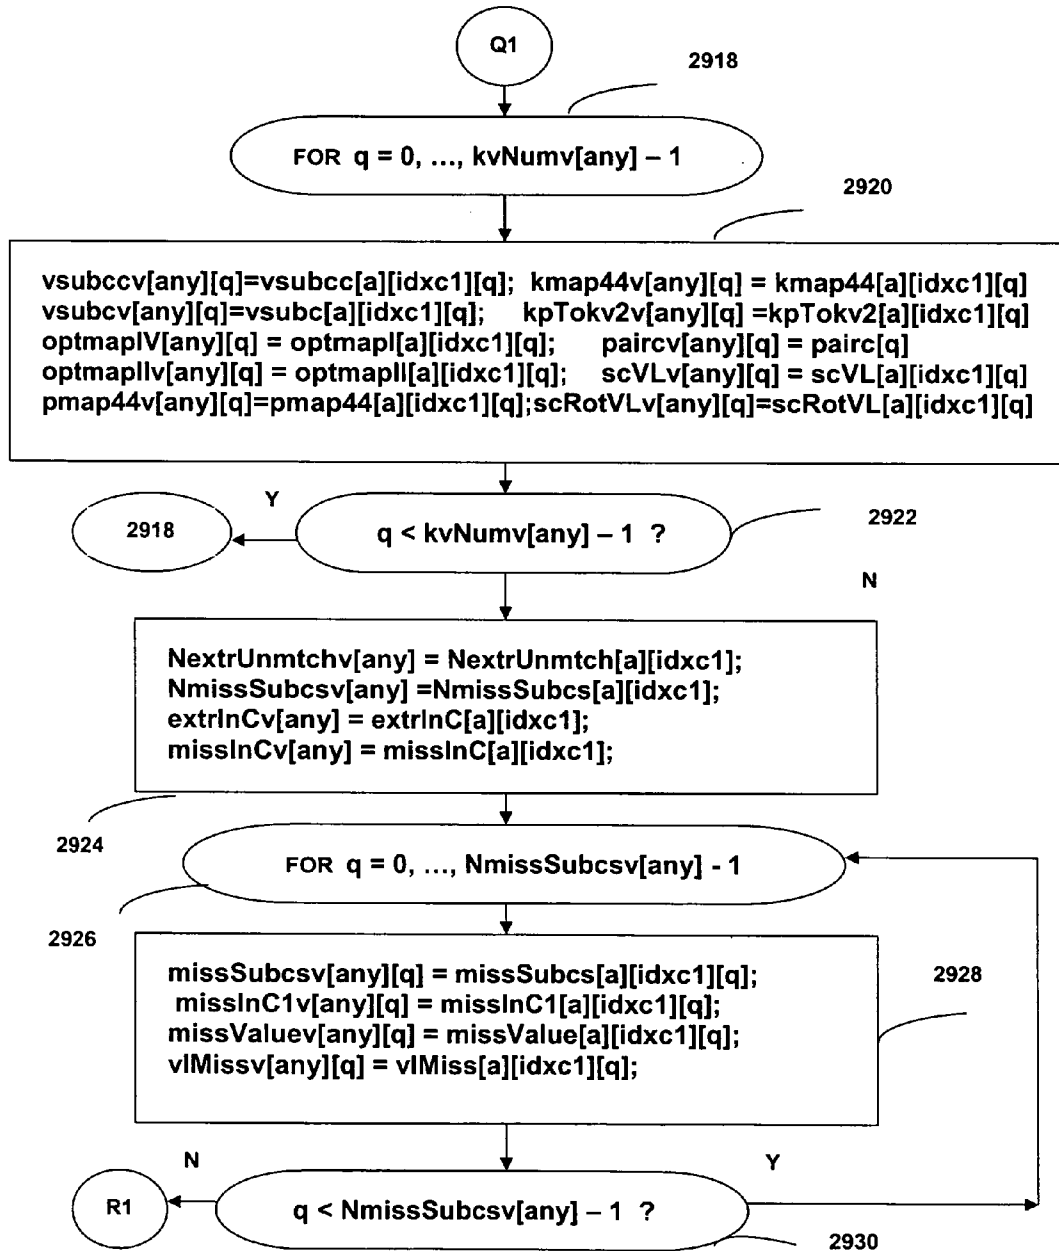 Q1
2918
FOR q = 0, ..., kvNumv[any] – 1
2920
vsubccv[any][q]=vsubcc[a][idxc1][q]; kmap44v[any][q] = kmap44[a][idxc1][q]
vsubcv[any][q]=vsubc[a][idxc1][q]; kpTokv2v[any][q] =kpTokv2[a][idxc1][q]
optmapIV[any][q] = optmapI[a][idxc1][q]; paircv[any][q] = pairc[q]
optmapIIv[any][q] = optmapII[a][idxc1][q]; scVLv[any][q] = scVL[a][idxc1][q]
pmap44v[any][q]=pmap44[a][idxc1][q];scRotVLv[any][q]=scRotVL[a][idxc1][q]
Y
2918
q < kvNumv[any] – 1 ?
2922
N
NextrUnmtchv[any] = NextrUnmtch[a][idxc1];
NmissSubcsv[any] =NmissSubcs[a][idxc1];
extrInCv[any] = extrInC[a][idxc1];
missInCv[any] = missInC[a][idxc1];
2924
FOR q = 0, ..., NmissSubcsv[any] - 1
2926
missSubcsv[any][q] = missSubcs[a][idxc1][q];
missInC1v[any][q] = missInC1[a][idxc1][q];
missValuev[any][q] = missValue[a][idxc1][q];
vlMissv[any][q] = vlMiss[a][idxc1][q];
2928
N
Y
R1
q < NmissSubcsv[any] – 1 ?
2930